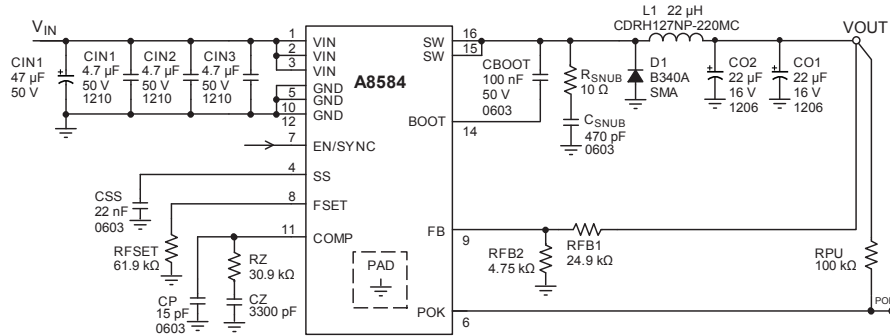 VIN
CIN1
47 µF
50 V
CIN1
4.7 µF
50 V
1210
CIN2
4.7 µF
50 V
1210
CIN3
4.7 µF
50 V
1210
1
2
3
5
10
12
7
4
8
11
VIN
VIN
VIN
GND
GND
GND
EN/SYNC
SS
FSET
COMP
A8584
SW
SW
BOOT
FB
POK
PAD
16
15
14
9
6
CSS
22 nF
0603
RFSET
61.9 kΩ
CP
15 pF
0603
RZ
30.9 kΩ
CZ
3300 pF
CBOOT
100 nF
50 V
0603
RSNUB
10 Ω
CSNUB
470 pF
0603
D1
B340A
SMA
L1 22 µH
CDRH127NP-220MC
CO2
22 µF
16 V
1206
CO1
22 µF
16 V
1206
VOUT
RFB2
4.75 kΩ
RFB1
24.9 kΩ
RPU
100 kΩ